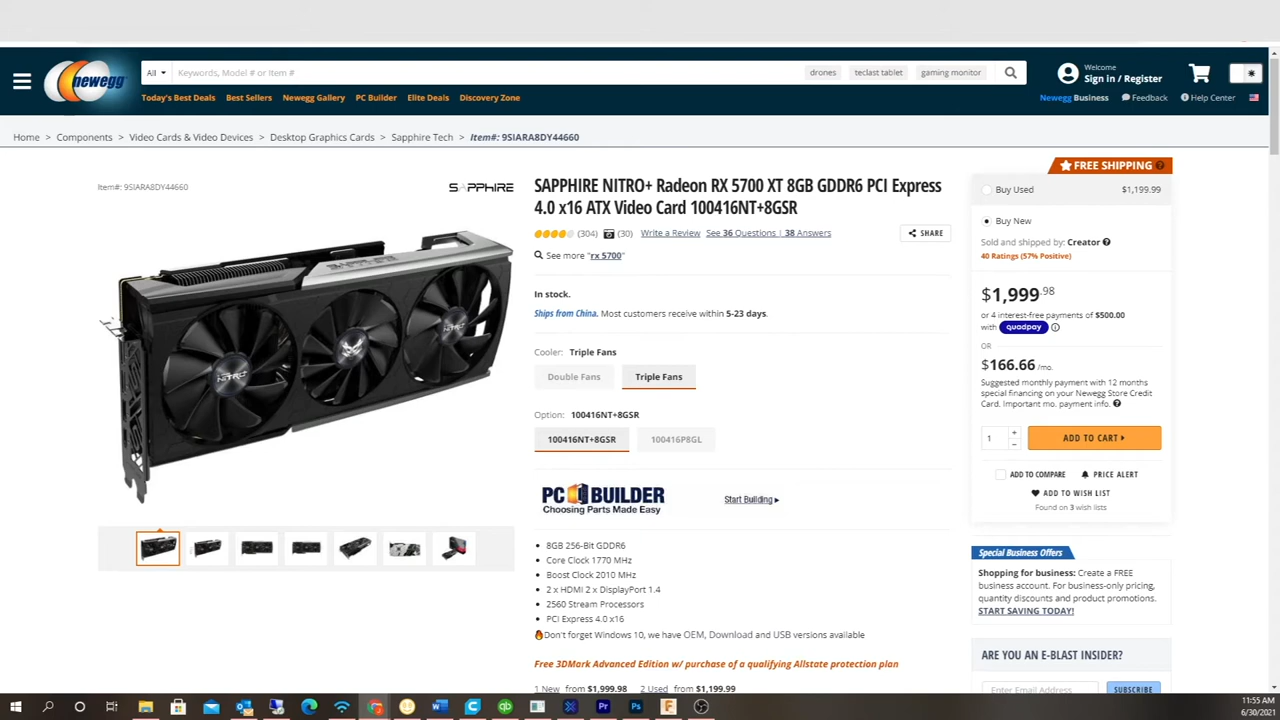 newegg
All
Keywords, Model # or Item #
drones
teclast tablet
gaming monitor
Welcome
Sign in / Register
Today's Best Deals
Best Sellers
Newegg Gallery
PC Builder
Elite Deals
Discovery Zone
Newegg Business
Feedback
Help Center
Home > Components > Video Cards & Video Devices > Desktop Graphics Cards > Sapphire Tech > Item#: 9SIARA8DY44660
Item#: 9SIARA8DY44660
SAPPHIRE
NITRO+
SAPPHIRE NITRO+ Radeon RX 5700 XT 8GB GDDR6 PCI Express
4.0 x16 ATX Video Card 100416NT+8GSR
(304) (30) Write a Review See 36 Questions | 38 Answers
SHARE
See more "rx 5700"
In stock.
Ships from China. Most customers receive within 5-23 days.
Cooler: Triple Fans
Double Fans
Triple Fans
Option: 100416NT+8GSR
100416NT+8GSR
100416P8GL
PC BUILDER
Choosing Parts Made Easy
Start Building
8GB 256-Bit GDDR6
Core Clock 1770 MHz
Boost Clock 2010 MHz
2 x HDMI 2 x DisplayPort 1.4
2560 Stream Processors
PCI Express 4.0 x16
Don't forget Windows 10, we have OEM, Download and USB versions available
Free 3DMark Advanced Edition w/ purchase of a qualifying Allstate protection plan
1 New from $1,999.98 2 Used from $1,199.99
FREE SHIPPING
Buy Used $1,199.99
Buy New
Sold and shipped by: Creator
40 Ratings (57% Positive)
$1,999.98
or 4 interest-free payments of $500.00
with quadpay
OR
$166.66 /mo.
Suggested monthly payment with 12 months
special financing on your Newegg Store Credit
Card. Important mo. payment info.
1
ADD TO CART
ADD TO COMPARE
PRICE ALERT
ADD TO WISH LIST
Found on 3 wish lists
Special Business Offers
Shopping for business: Create a FREE
business account. For business-only pricing,
quantity discounts and product promotions.
START SAVING TODAY!
ARE YOU AN E-BLAST INSIDER?
Enter Email Address
SUBSCRIBE
11:55 AM
6/30/2021